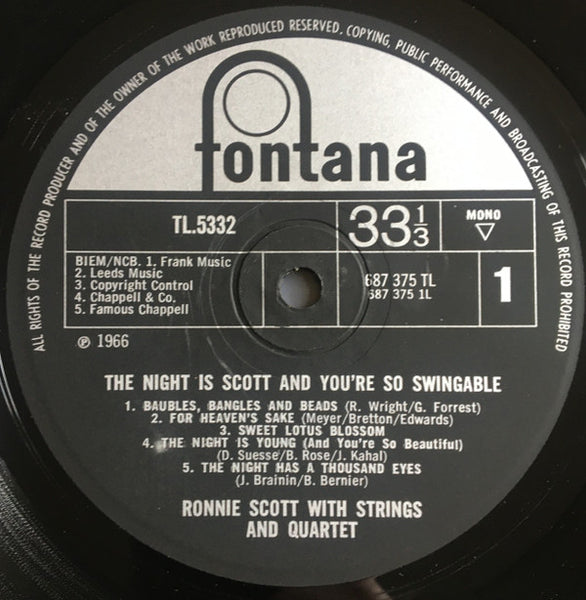 ALL RIGHTS OF THE RECORD PRODUCER AND OF THE OWNER OF THE WORK REPRODUCED RESERVED. COPYING, PUBLIC PERFORMANCE AND BROADCASTING OF THIS RECORD PROHIBITED
fontana
TL.5332
33⅓
MONO
BIEM/NCB. 1. Frank Music
2. Leeds Music
3. Copyright Control
4. Chappell & Co.
5. Famous Chappell
687 375 TL
687 375 1L
1
℗ 1966
THE NIGHT IS SCOTT AND YOU'RE SO SWINGABLE
1. BAUBLES, BANGLES AND BEADS (R. Wright/G. Forrest)
2. FOR HEAVEN'S SAKE (Meyer/Bretton/Edwards)
3. SWEET LOTUS BLOSSOM
4. THE NIGHT IS YOUNG (And You're So Beautiful)
(D. Suesse/B. Rose/J. Kahal)
5. THE NIGHT HAS A THOUSAND EYES
(J. Brainin/B. Bernier)
RONNIE SCOTT WITH STRINGS
AND QUARTET